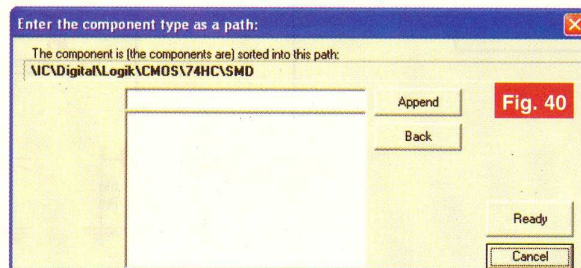 Enter the component type as a path:
The component is (the components are) sorted into this path:
\IC\Digital\Logik\CMOS\74HC\SMD
Append
Fig. 40
Back
Ready
Cancel